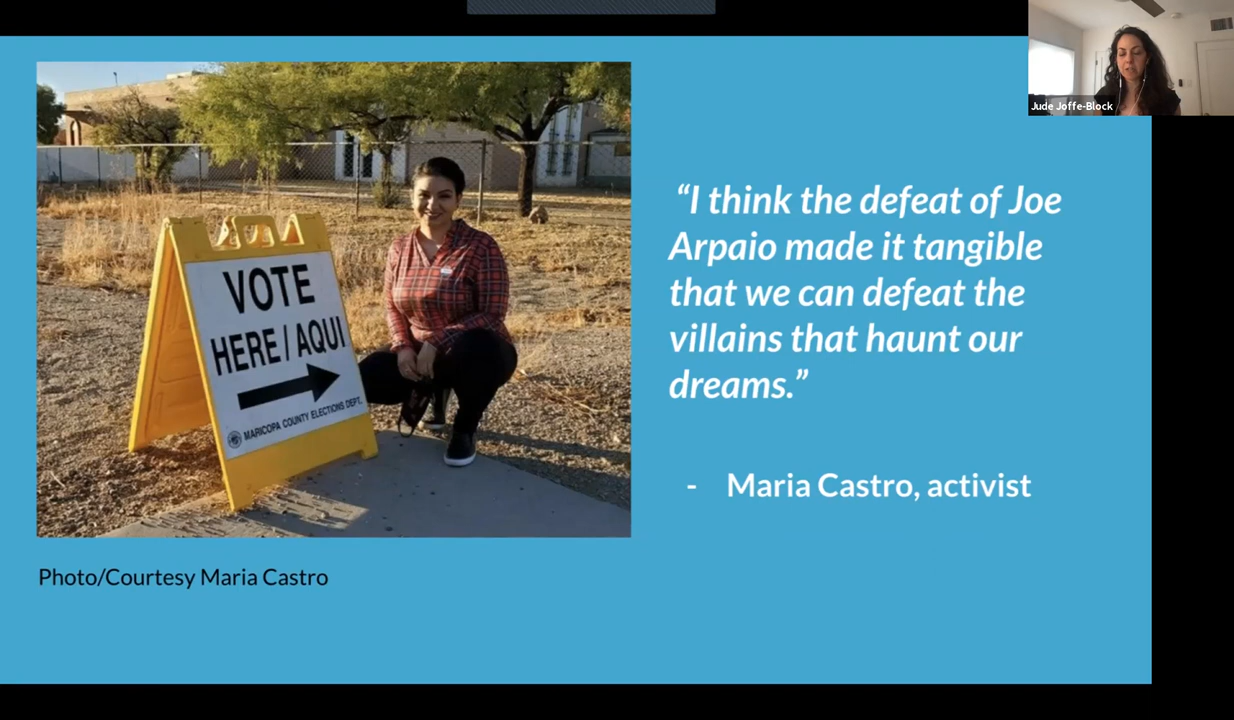 Jude Joffe-Block
“I think the defeat of Joe
Arpaio made it tangible
that we can defeat the
villains that haunt our
dreams.”
- Maria Castro, activist
VOTE
HERE / AQUI
MARICOPA COUNTY ELECTIONS DEPT.
Photo/Courtesy Maria Castro